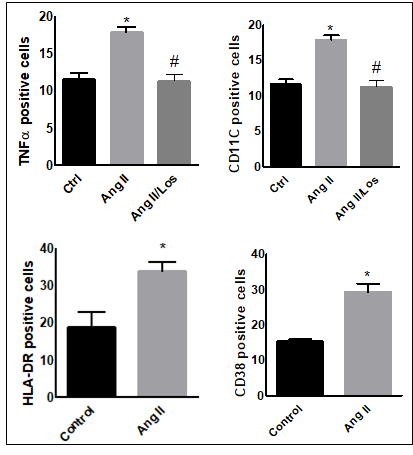 TNFα positive cells
20
15
10
5
0
*
#
Ctrl
Ang II
Ang II/Los
CD11C positive cells
20
15
10
5
0
*
#
Ctrl
Ang II
Ang II/Los
HLA-DR positive cells
40
30
20
10
0
*
Control
Ang II
CD38 positive cells
40
30
20
10
0
*
Control
Ang II